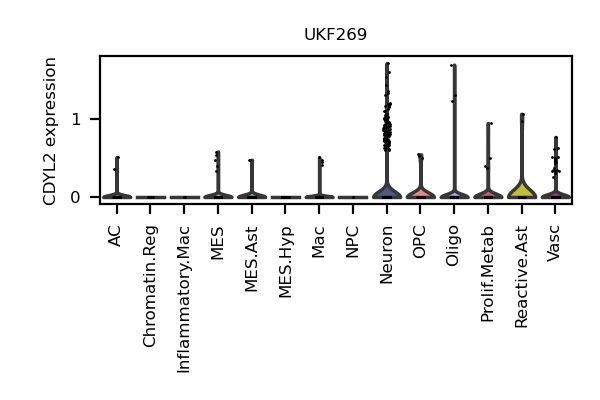 UKF269
CDYL2 expression
1
0
AC
Chromatin.Reg
Inflammatory.Mac
MES
MES.Ast
MES.Hyp
Mac
NPC
Neuron
OPC
Oligo
Prolif.Metab
Reactive.Ast
Vasc